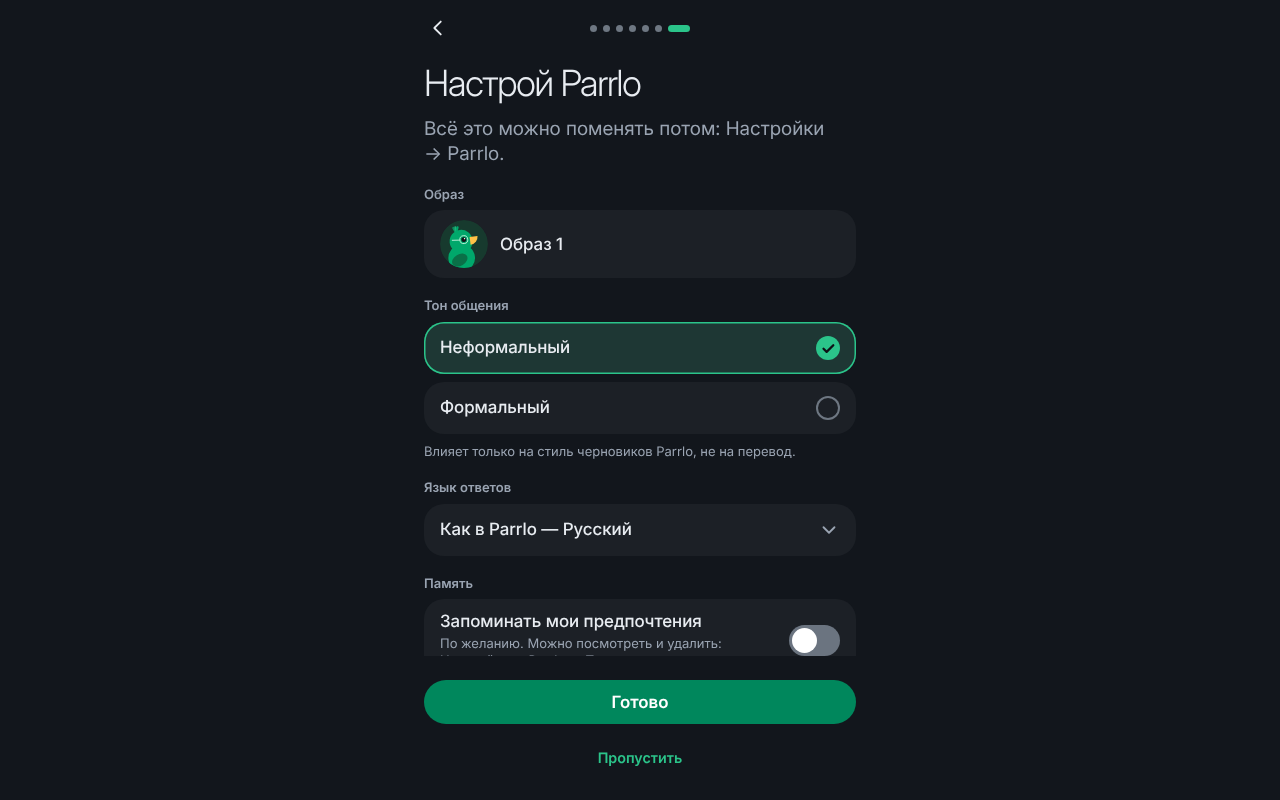 Настрой Parrlo
Всё это можно поменять потом: Настройки
→ Parrlo.
Образ
Образ 1
Тон общения
Неформальный
Формальный
Влияет только на стиль черновиков Parrlo, не на перевод.
Язык ответов
Как в Parrlo — Русский
Память
Запоминать мои предпочтения
По желанию. Можно посмотреть и удалить:
Готово
Пропустить